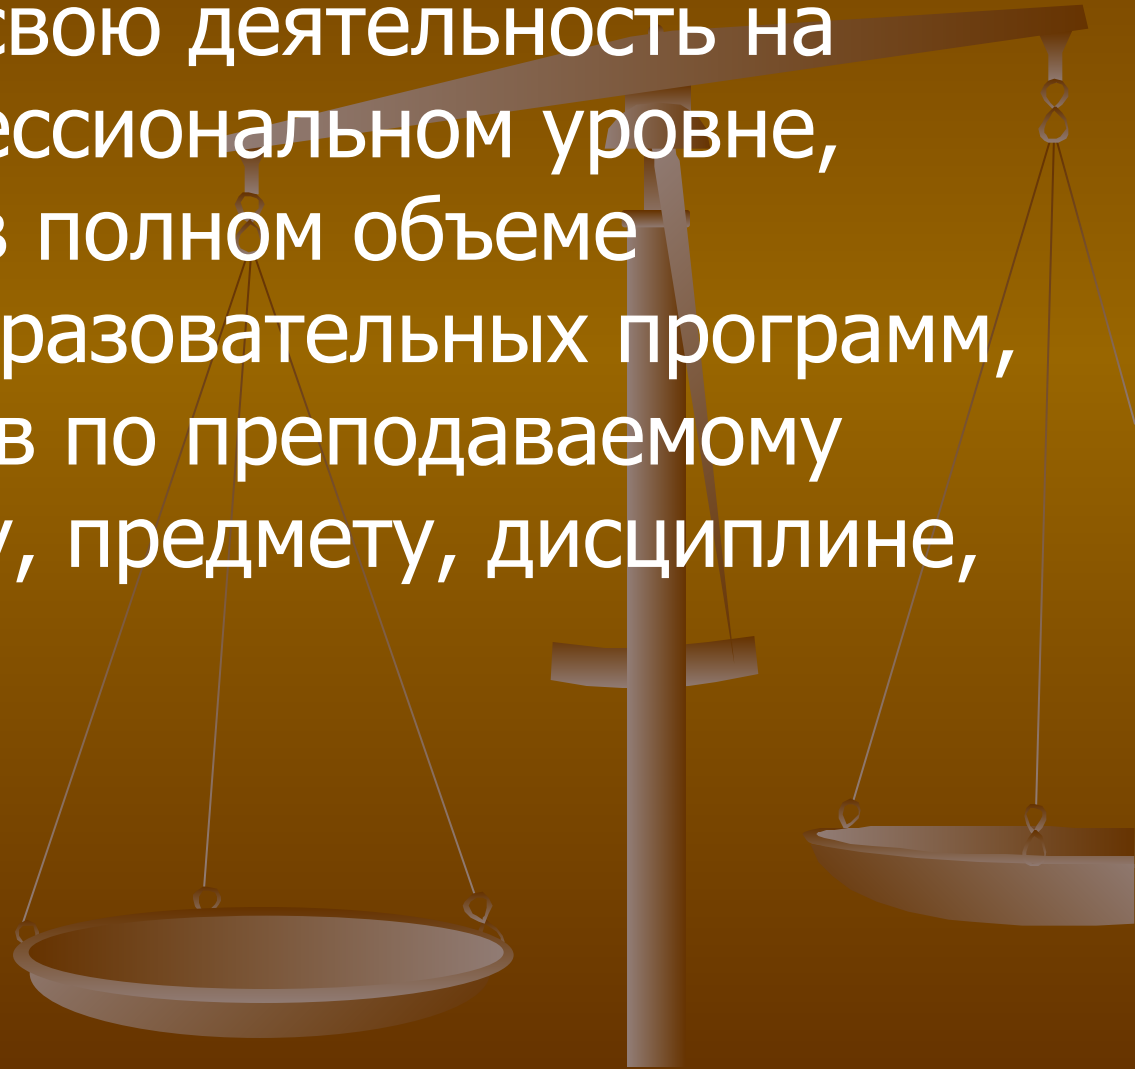 свою деятельность на
ессиональном уровне,
в полном объеме
разовательных программ,
в по преподаваемому
у, предмету, дисциплине,